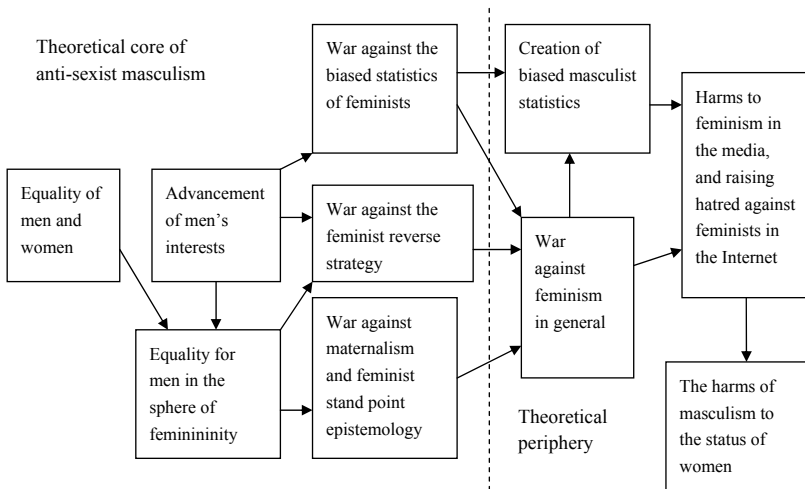 Theoretical core of
anti-sexist masculism
War against the
biased statistics
of feminists
Creation of
biased masculist
statistics
Harms to
feminism in
the media,
and raising
hatred against
feminists in
the Internet
Equality of
men and
women
Advancement
of men’s
interests
War against the
feminist reverse
strategy
War
against
feminism
in general
Equality for
men in the
sphere of
feminininity
War against
maternalism
and feminist
stand point
epistemology
Theoretical
periphery
The harms of
masculism to
the status of
women